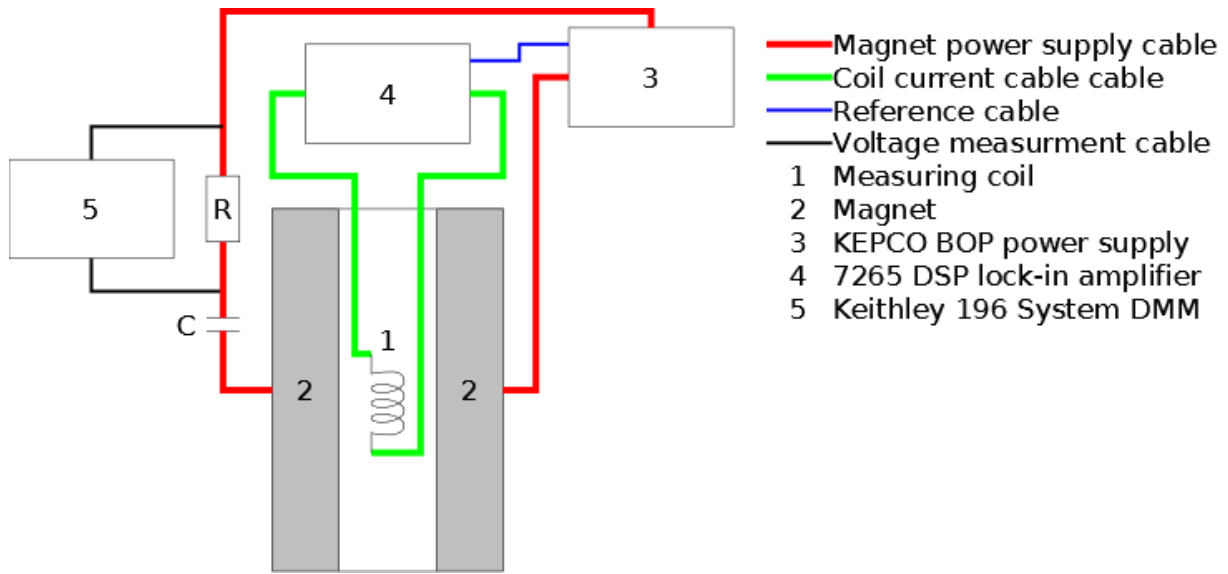 4
3
5
R
C
1
2
2
Magnet power supply cable
Coil current cable cable
Reference cable
Voltage measurment cable
1 Measuring coil
2 Magnet
3 KEPCO BOP power supply
4 7265 DSP lock-in amplifier
5 Keithley 196 System DMM